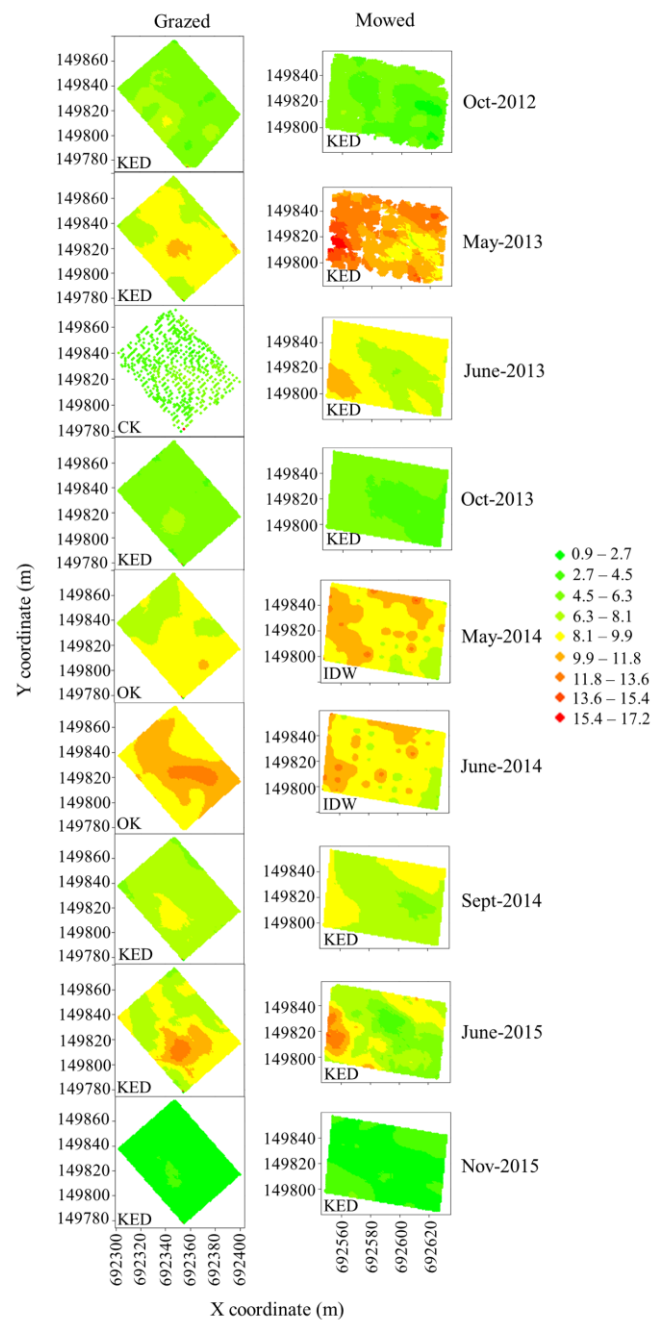 Grazed Mowed
149860
149840
149820
149800
149780
KED
149840
149820
149800
KED
Oct-2012
149860
149840
149820
149800
149780
KED
149840
149820
149800
KED
May-2013
149860
149840
149820
149800
149780
CK
149840
149820
149800
KED
June-2013
149860
149840
149820
149800
149780
KED
149840
149820
149800
KED
Oct-2013
149860
149840
149820
149800
149780
OK
149840
149820
149800
IDW
May-2014
149860
149840
149820
149800
149780
OK
149840
149820
149800
IDW
June-2014
149860
149840
149820
149800
149780
KED
149840
149820
149800
KED
Sept-2014
149860
149840
149820
149800
149780
KED
149840
149820
149800
KED
June-2015
149860
149840
149820
149800
149780
KED
149840
149820
149800
KED
Nov-2015
692300
692320
692340
692360
692380
692400
692560
692580
692600
692620
X coordinate (m)
Y coordinate (m)
0.9 – 2.7
2.7 – 4.5
4.5 – 6.3
6.3 – 8.1
8.1 – 9.9
9.9 – 11.8
11.8 – 13.6
13.6 – 15.4
15.4 – 17.2